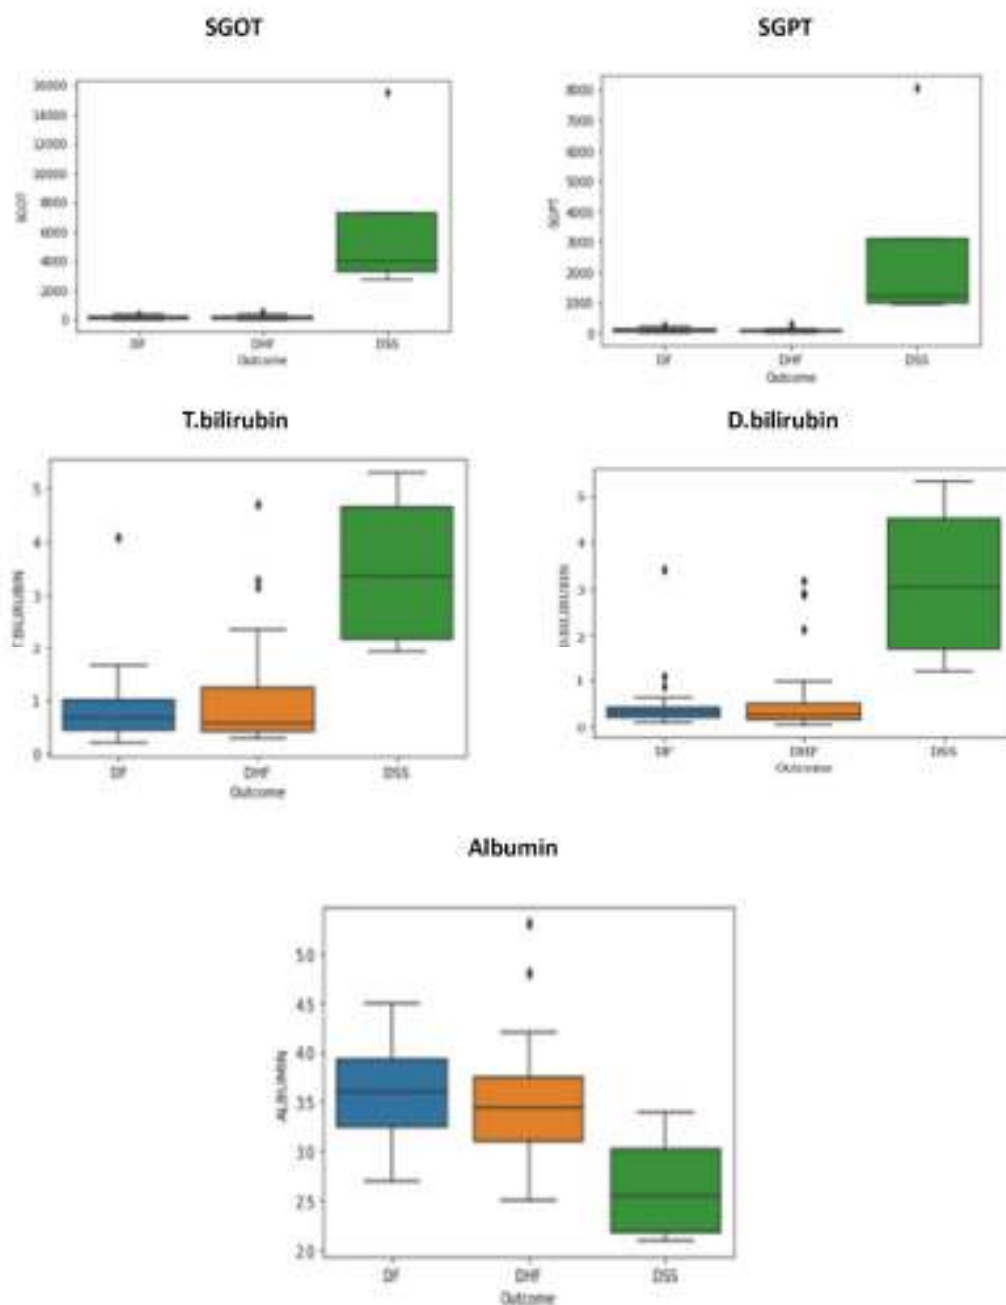 SGOT
SGPT
16000
14000
12000
10000
8000
6000
4000
2000
0
SGOT
DF
DHF
DSS
Outcome
8000
7000
6000
5000
4000
3000
2000
1000
0
SGPT
DF
DHF
DSS
Outcome
T.bilirubin
D.bilirubin
5
4
3
2
1
0
T.BILIRUBIN
DF
DHF
DSS
Outcome
5
4
3
2
1
0
D.BILIRUBIN
DF
DHF
DSS
Outcome
Albumin
5.0
4.5
4.0
3.5
3.0
2.5
2.0
ALBUMIN
DF
DHF
DSS
Outcome